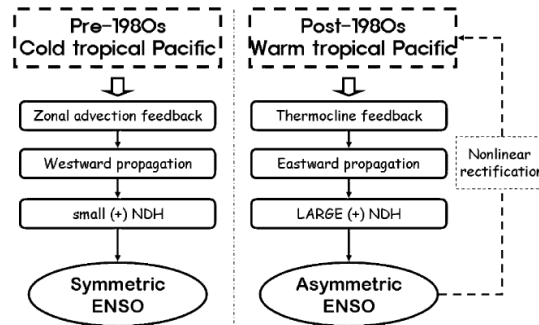 Pre-1980s
Cold tropical Pacific
Zonal advection feedback
Westward propagation
small (+) NDH
Symmetric
ENSO
Post-1980s
Warm tropical Pacific
Thermocline feedback
Eastward propagation
LARGE (+) NDH
Asymmetric
ENSO
Nonlinear
rectification